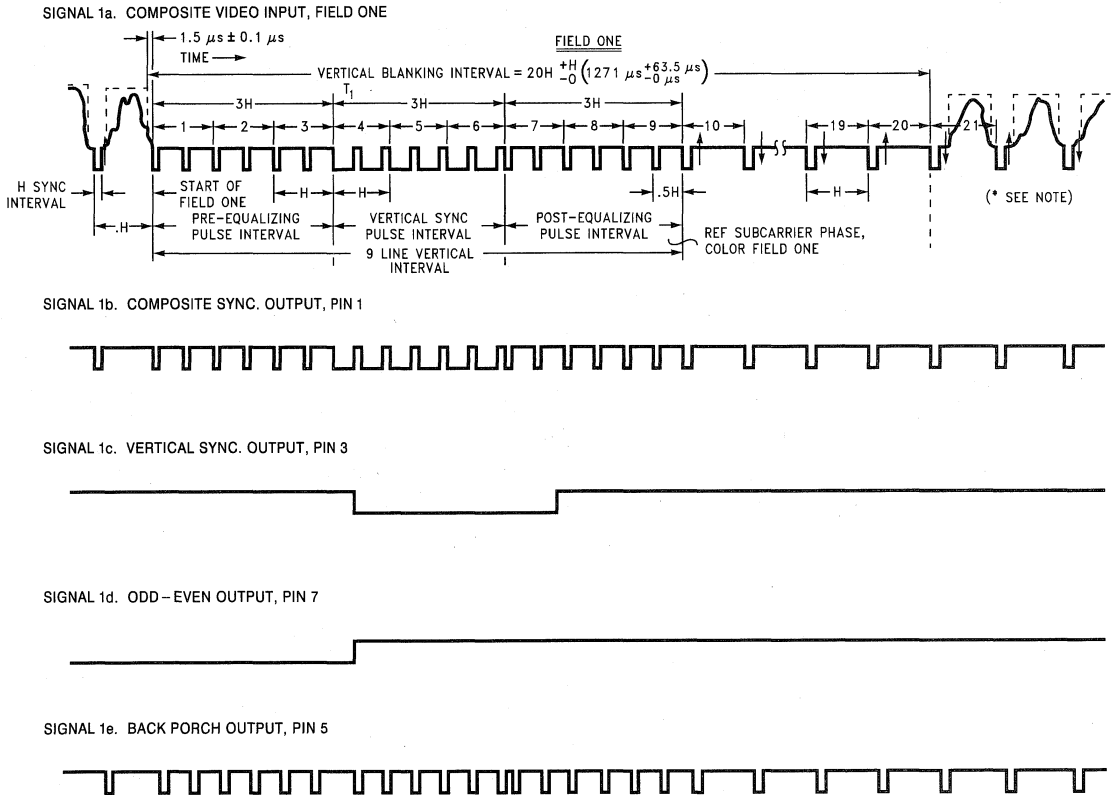 SIGNAL 1a. COMPOSITE VIDEO INPUT, FIELD ONE
1.5 µs ± 0.1 µs
TIME
FIELD ONE
VERTICAL BLANKING INTERVAL = 20H +H -0 (1271 µs +63.5 µs -0 µs)
T1
3H 3H 3H
1 2 3 4 5 6 7 8 9 10 19 20 21
H SYNC
INTERVAL
START OF
FIELD ONE
H H .5H H
(* SEE NOTE)
.H
PRE-EQUALIZING
PULSE INTERVAL
VERTICAL SYNC
PULSE INTERVAL
POST-EQUALIZING
PULSE INTERVAL
REF SUBCARRIER PHASE,
COLOR FIELD ONE
9 LINE VERTICAL
INTERVAL
SIGNAL 1b. COMPOSITE SYNC. OUTPUT, PIN 1
SIGNAL 1c. VERTICAL SYNC. OUTPUT, PIN 3
SIGNAL 1d. ODD – EVEN OUTPUT, PIN 7
SIGNAL 1e. BACK PORCH OUTPUT, PIN 5